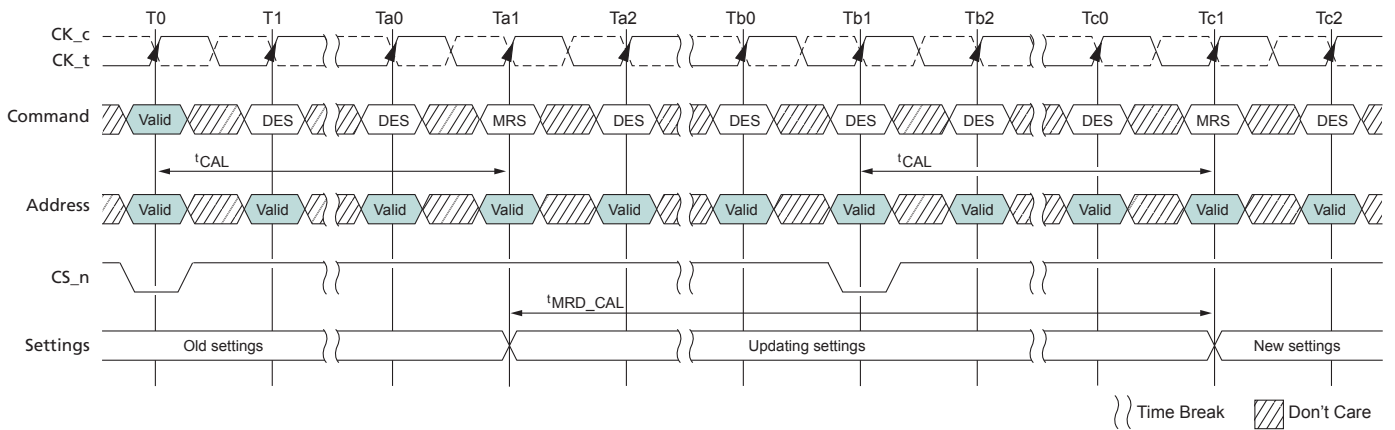 T0 T1 Ta0 Ta1 Ta2 Tb0 Tb1 Tb2 Tc0 Tc1 Tc2
CK_c
CK_t
Command Valid DES DES MRS DES DES DES DES DES MRS DES
tCAL tCAL
Address Valid Valid Valid Valid Valid Valid Valid Valid Valid Valid Valid
CS_n
tMRD_CAL
Settings Old settings Updating settings New settings
Time Break Don't Care